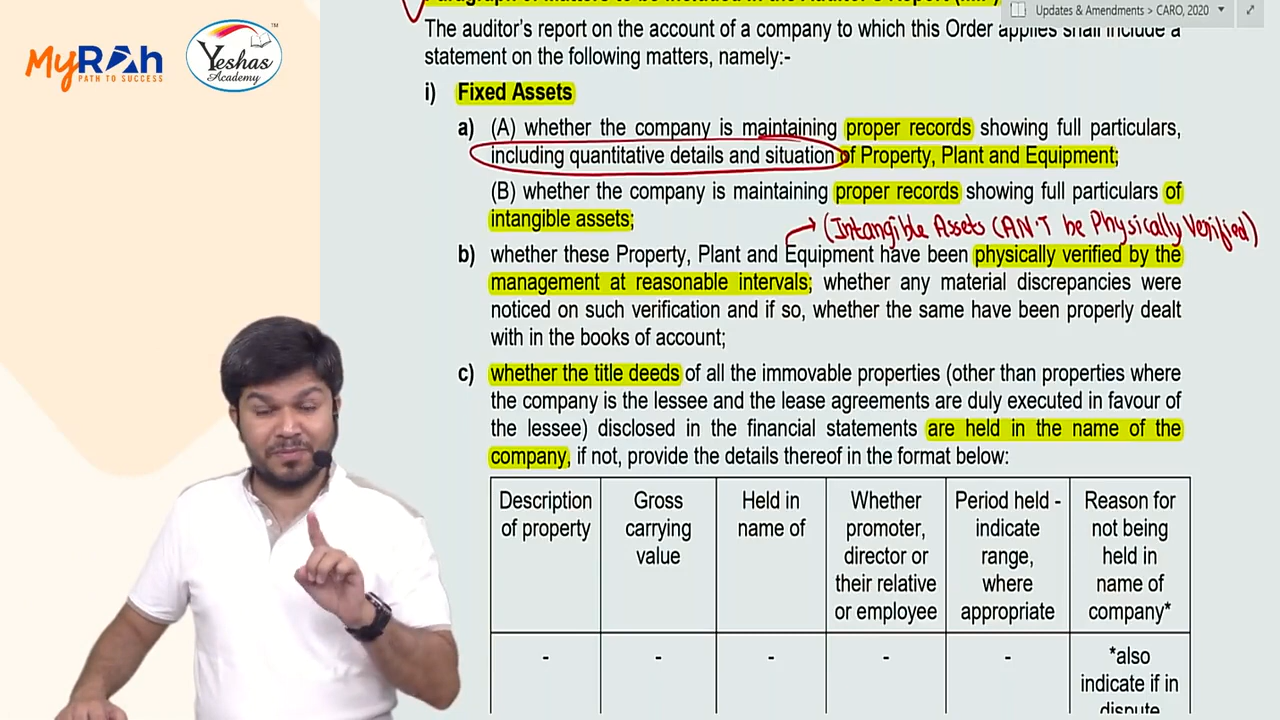 MyRAh
PATH TO SUCCESS
Yeshas
Academy
TM
Updates & Amendments > CARO, 2020
The auditor's report on the account of a company to which this Order applies shall include a
statement on the following matters, namely:-
i) Fixed Assets
a) (A) whether the company is maintaining proper records showing full particulars,
including quantitative details and situation of Property, Plant and Equipment;
(B) whether the company is maintaining proper records showing full particulars of
intangible assets;
(Intangible Assets CAN'T be Physically Verified)
b) whether these Property, Plant and Equipment have been physically verified by the
management at reasonable intervals; whether any material discrepancies were
noticed on such verification and if so, whether the same have been properly dealt
with in the books of account;
c) whether the title deeds of all the immovable properties (other than properties where
the company is the lessee and the lease agreements are duly executed in favour of
the lessee) disclosed in the financial statements are held in the name of the
company, if not, provide the details thereof in the format below:
Description
of property
Gross
carrying
value
Held in
name of
Whether
promoter,
director or
their relative
or employee
Period held -
indicate
range,
where
appropriate
Reason for
not being
held in
name of
company*
-
-
-
-
-
*also
indicate if in
dispute